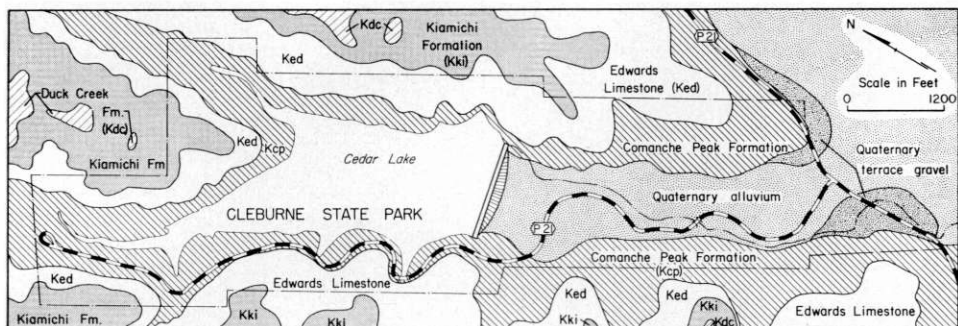 Kdc
Kiamichi
Formation
(Kki)
Ked
P21
N
Scale in Feet
0 1200
Edwards
Limestone (Ked)
Duck Creek
Fm.
(Kdc)
Kiamichi Fm
Ked
Kcp
Cedar Lake
Comanche Peak Formation
Quaternary
terrace gravel
Quaternary alluvium
CLEBURNE STATE PARK
P21
Comanche Peak Formation
(Kcp)
Ked
Edwards Limestone
Ked
Ked
Kki
Edwards Limestone
Kiamichi Fm.
Kki
Kki
Kki
Kdc